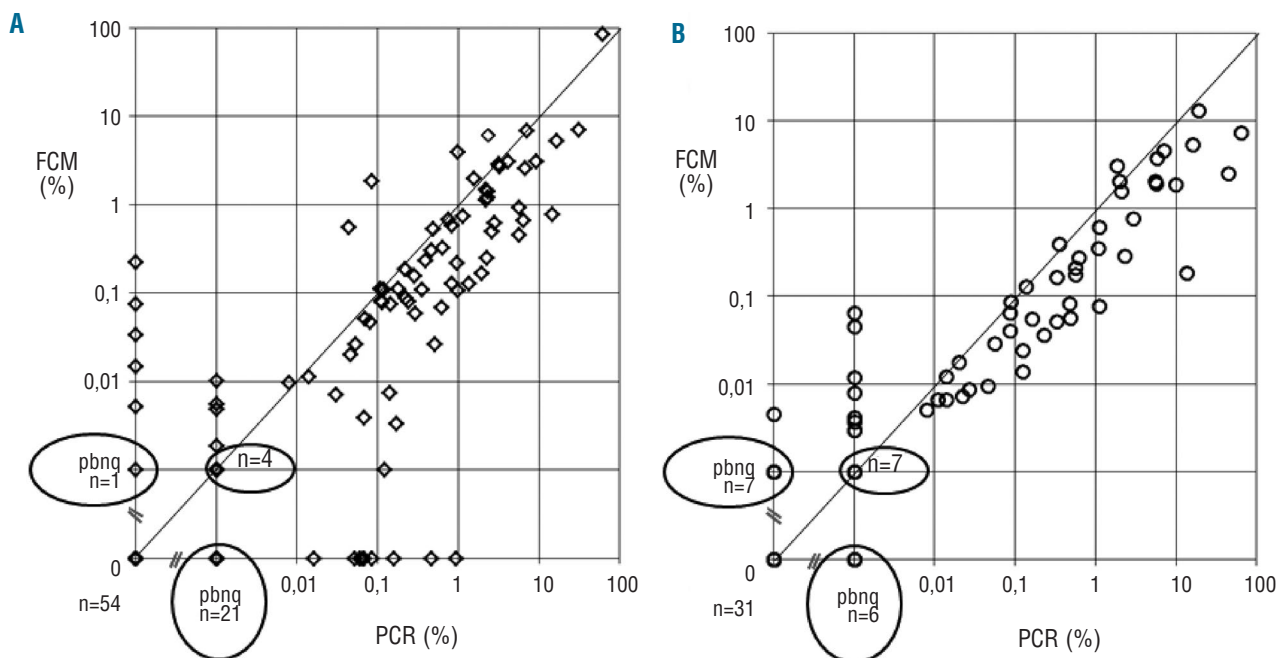 A
100
10
FCM
(%)
1
0,1
0,01
pbnq
n=1
n=4
0
0,01 0,1 1 10 100
n=54
pbnq
n=21
PCR (%)
B
100
10
FCM
(%)
1
0,1
0,01
pbnq
n=7
n=7
0
0,01 0,1 1 10 100
n=31
pbnq
n=6
PCR (%)